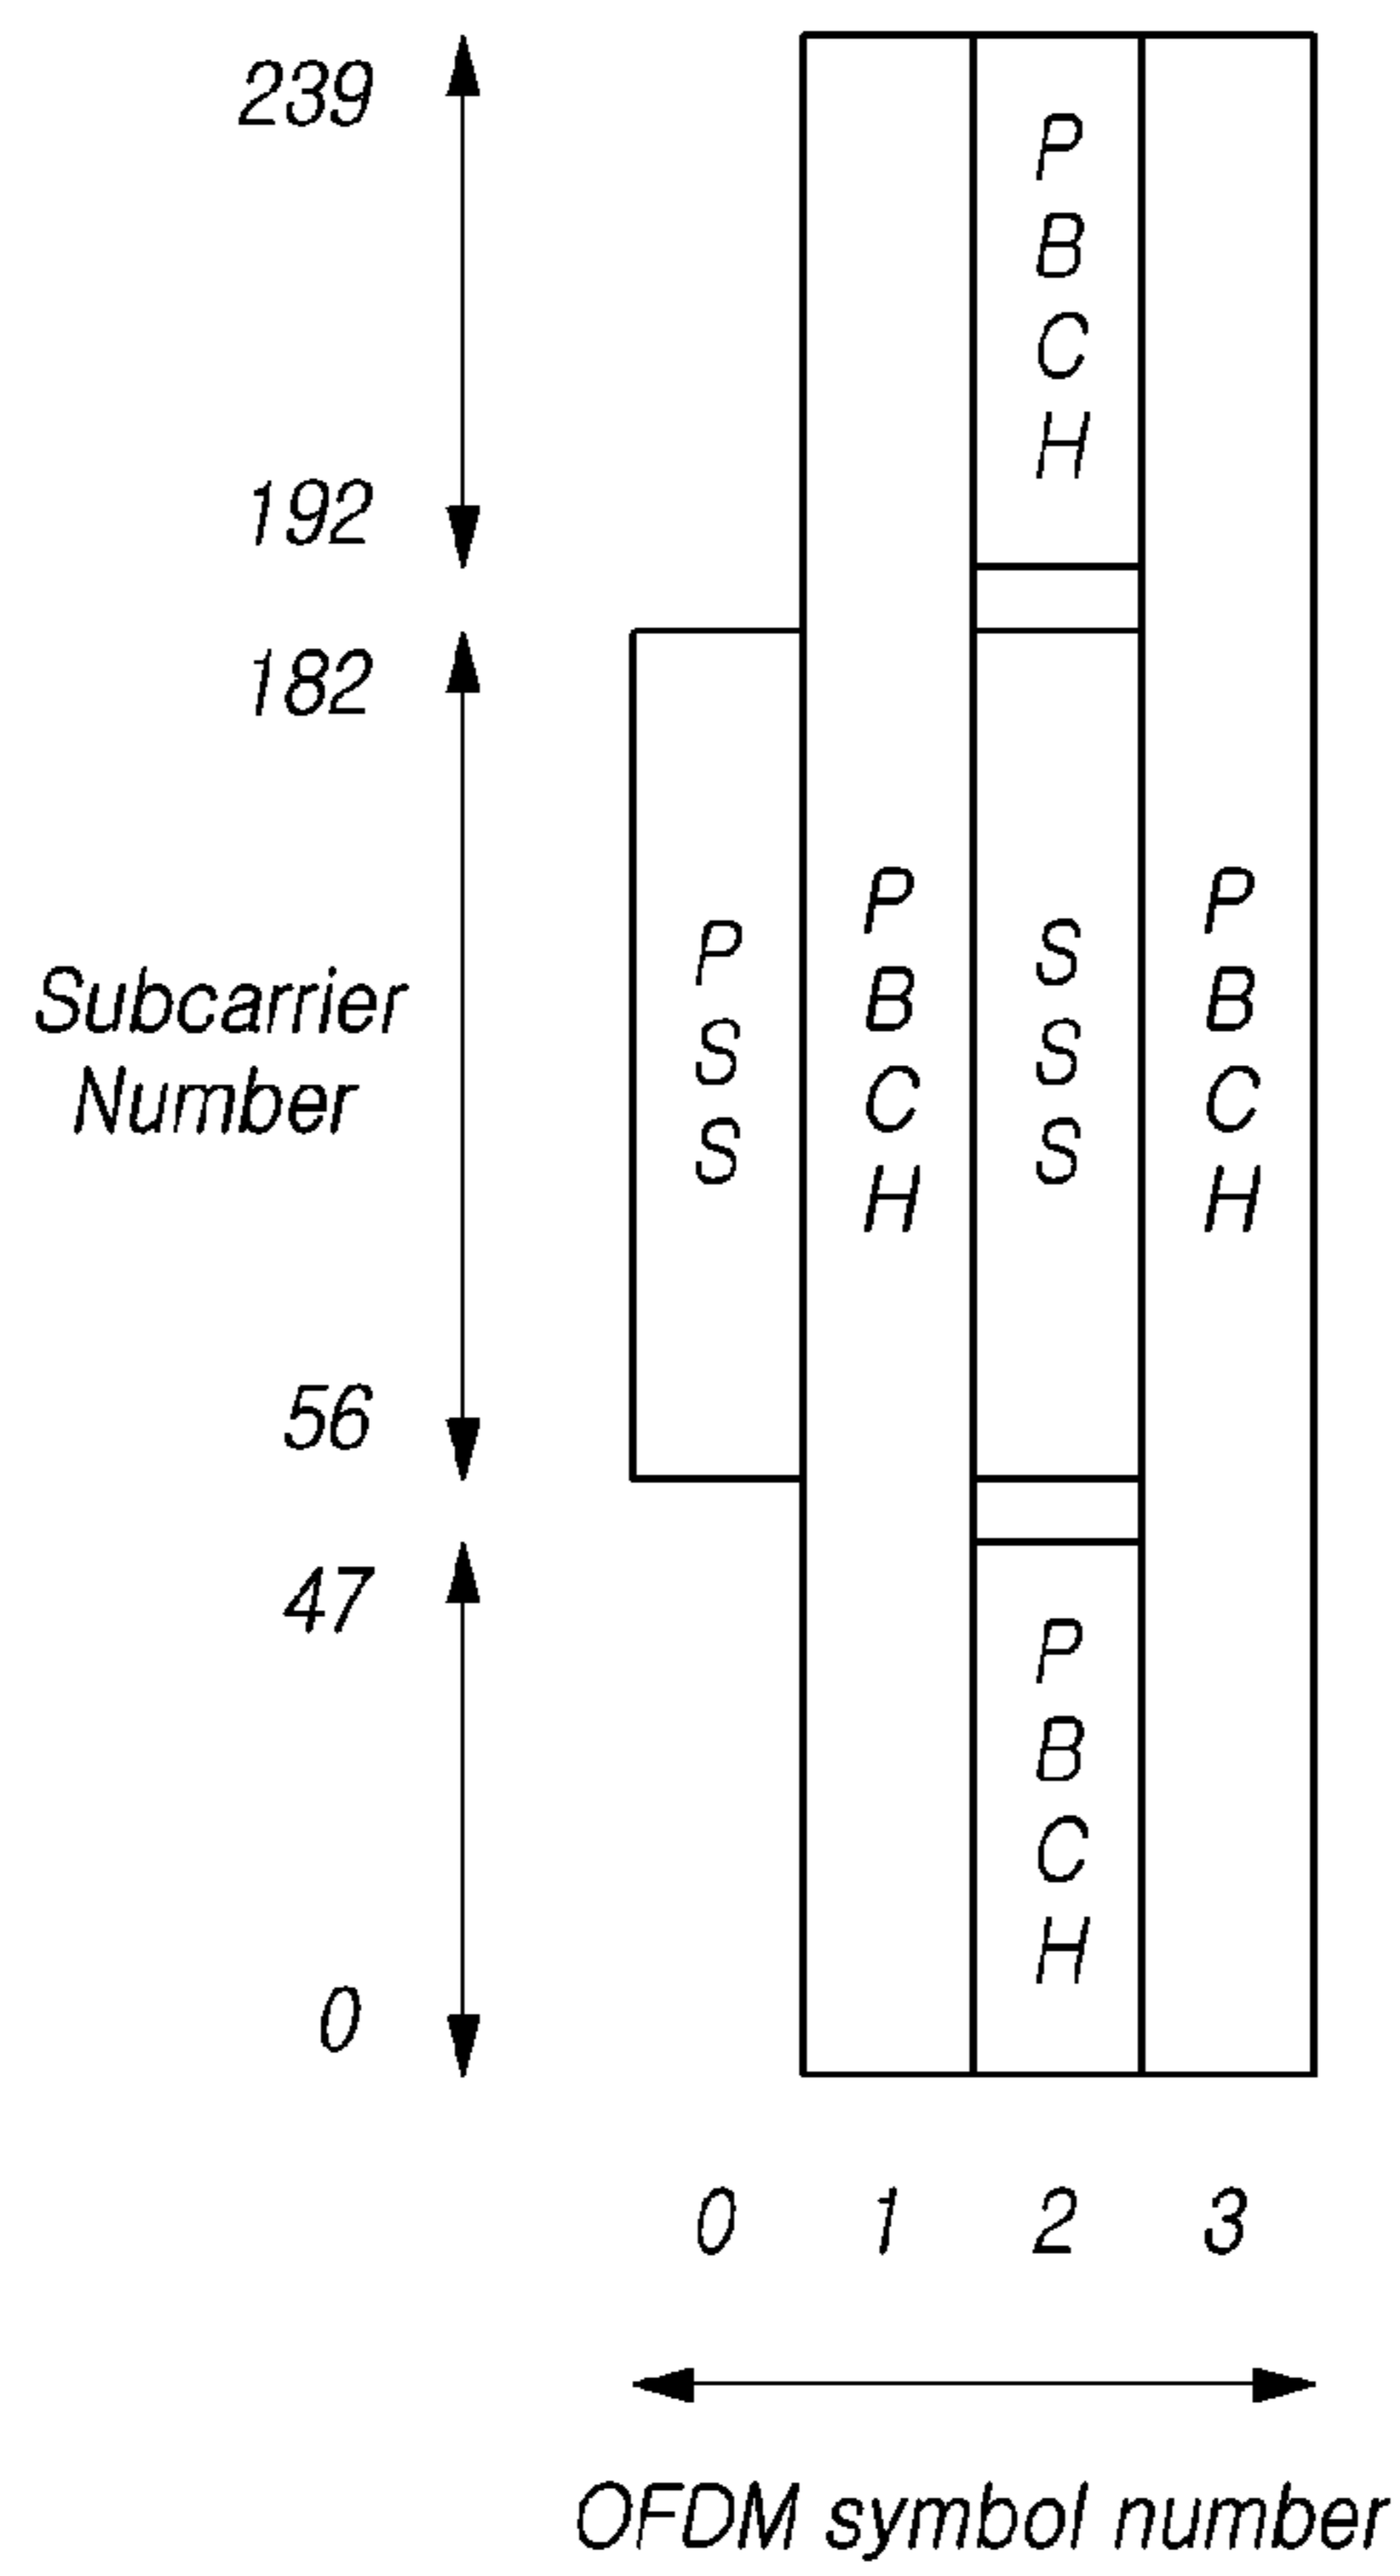 239
192
182
Subcarrier
Number
56
47
0
PBCH
PSS
PBCH
SSS
PBCH
PBCH
0 1 2 3
OFDM symbol number